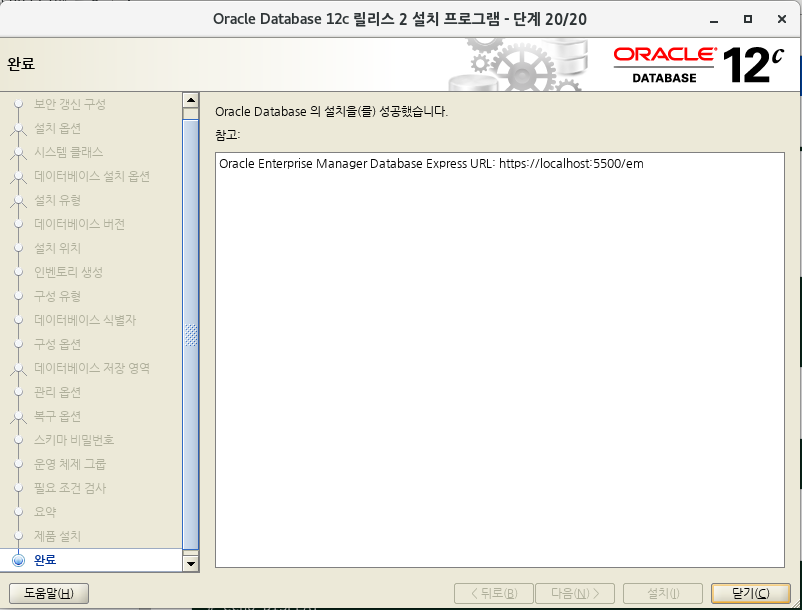 Oracle Database 12c 릴리스 2 설치 프로그램 - 단계 20/20
완료
ORACLE
DATABASE
12c
보안 갱신 구성
설치 옵션
시스템 클래스
데이터베이스 설치 옵션
설치 유형
데이터베이스 버전
설치 위치
인벤토리 생성
구성 유형
데이터베이스 식별자
구성 옵션
데이터베이스 저장 영역
관리 옵션
복구 옵션
스키마 비밀번호
운영 체제 그룹
필요 조건 검사
요약
제품 설치
완료
Oracle Database 의 설치을(를) 성공했습니다.
참고:
Oracle Enterprise Manager Database Express URL: https://localhost:5500/em
도움말(H)
< 뒤로(B)
다음(N) >
설치(I)
닫기(C)